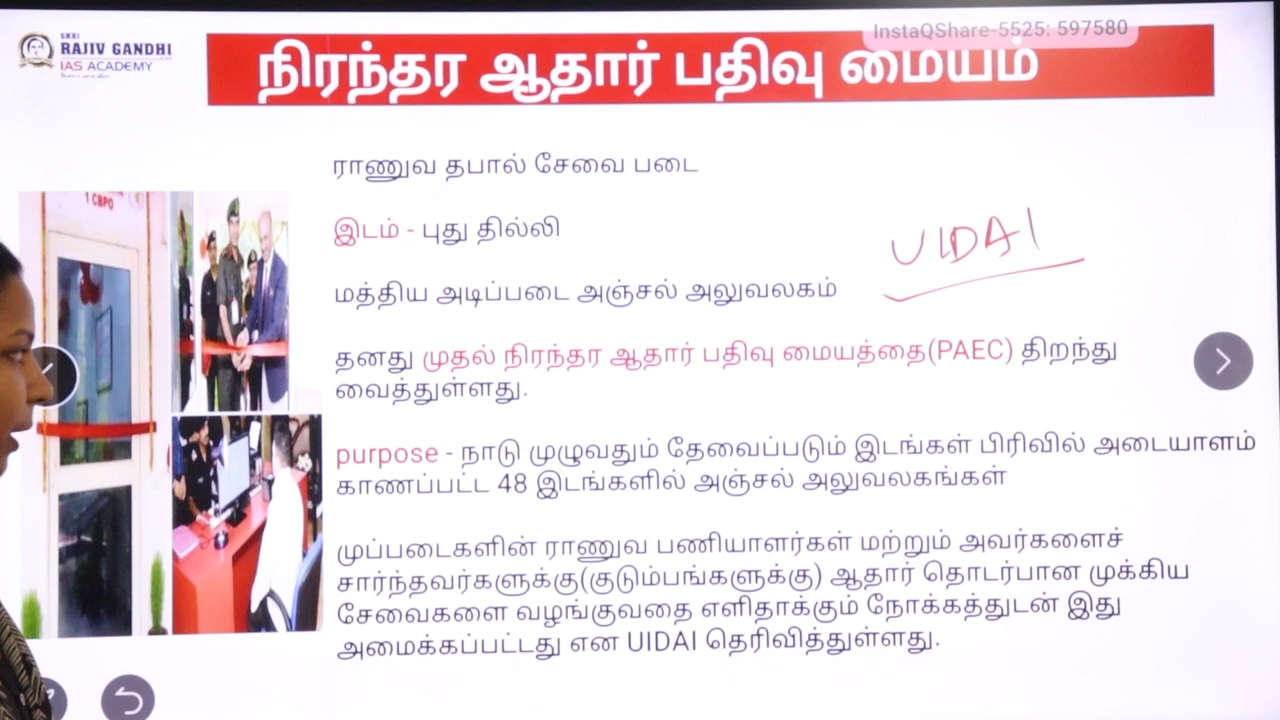 SHRI
RAJIV GANDHI
IAS ACADEMY
InstaQShare-5525: 597580
நிரந்தர ஆதார் பதிவு மையம்
1 CBPO
ராணுவ தபால் சேவை படை
இடம் - புது தில்லி
UIDAI
மத்திய அடிப்படை அஞ்சல் அலுவலகம்
தனது முதல் நிரந்தர ஆதார் பதிவு மையத்தை(PAEC) திறந்து
வைத்துள்ளது.
purpose - நாடு முழுவதும் தேவைப்படும் இடங்கள் பிரிவில் அடையாளம்
காணப்பட்ட 48 இடங்களில் அஞ்சல் அலுவலகங்கள்
முப்படைகளின் ராணுவ பணியாளர்கள் மற்றும் அவர்களைச்
சார்ந்தவர்களுக்கு(குடும்பங்களுக்கு) ஆதார் தொடர்பான முக்கிய
சேவைகளை வழங்குவதை எளிதாக்கும் நோக்கத்துடன் இது
அமைக்கப்பட்டது என UIDAI தெரிவித்துள்ளது.